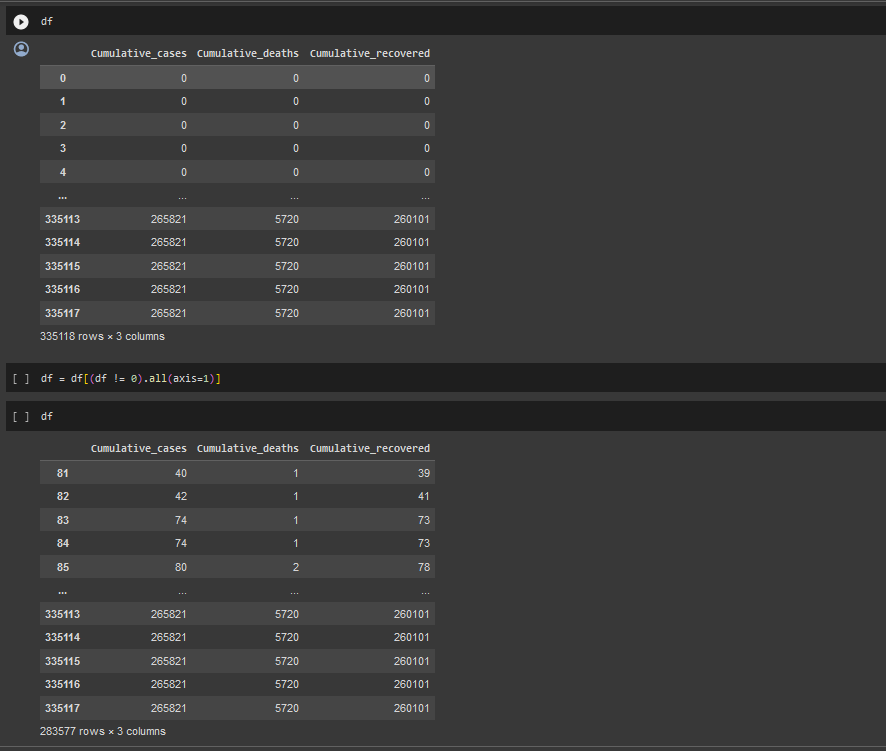 df
Cumulative_cases Cumulative_deaths Cumulative_recovered
0 0 0 0
1 0 0 0
2 0 0 0
3 0 0 0
4 0 0 0
... ... ... ...
335113 265821 5720 260101
335114 265821 5720 260101
335115 265821 5720 260101
335116 265821 5720 260101
335117 265821 5720 260101
335118 rows × 3 columns
[ ] df = df[(df != 0).all(axis=1)]
[ ] df
Cumulative_cases Cumulative_deaths Cumulative_recovered
81 40 1 39
82 42 1 41
83 74 1 73
84 74 1 73
85 80 2 78
... ... ... ...
335113 265821 5720 260101
335114 265821 5720 260101
335115 265821 5720 260101
335116 265821 5720 260101
335117 265821 5720 260101
283577 rows × 3 columns